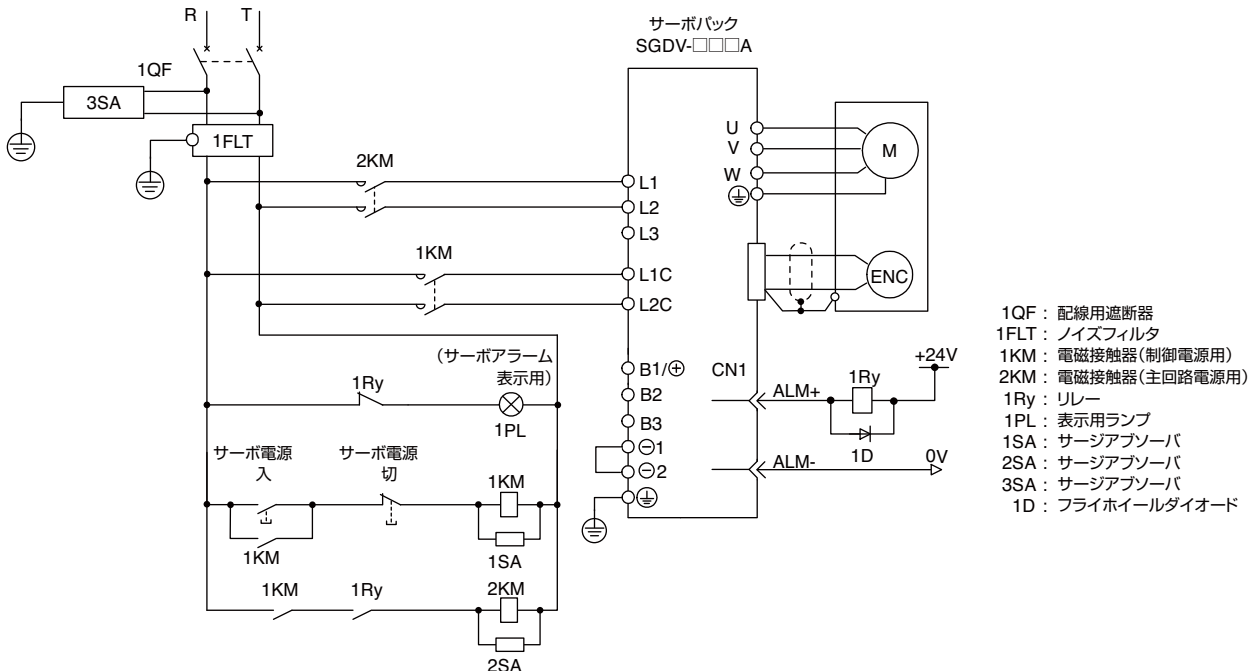 R
T
サーボパック
SGDV-□□□A
1QF
3SA
1FLT
2KM
U
V
W
M
L1
L2
L3
1KM
L1C
L2C
ENC
(サーボアラーム
表示用)
1Ry
1PL
B1/⊕
B2
B3
⊖1
⊖2
CN1
ALM+
1Ry
+24V
1D
ALM-
0V
サーボ電源
入
サーボ電源
切
1KM
1KM
1SA
1KM
1Ry
2KM
2SA
1QF : 配線用遮断器
1FLT : ノイズフィルタ
1KM : 電磁接触器(制御電源用)
2KM : 電磁接触器(主回路電源用)
1Ry : リレー
1PL : 表示用ランプ
1SA : サージアブソーバ
2SA : サージアブソーバ
3SA : サージアブソーバ
1D : フライホイールダイオード